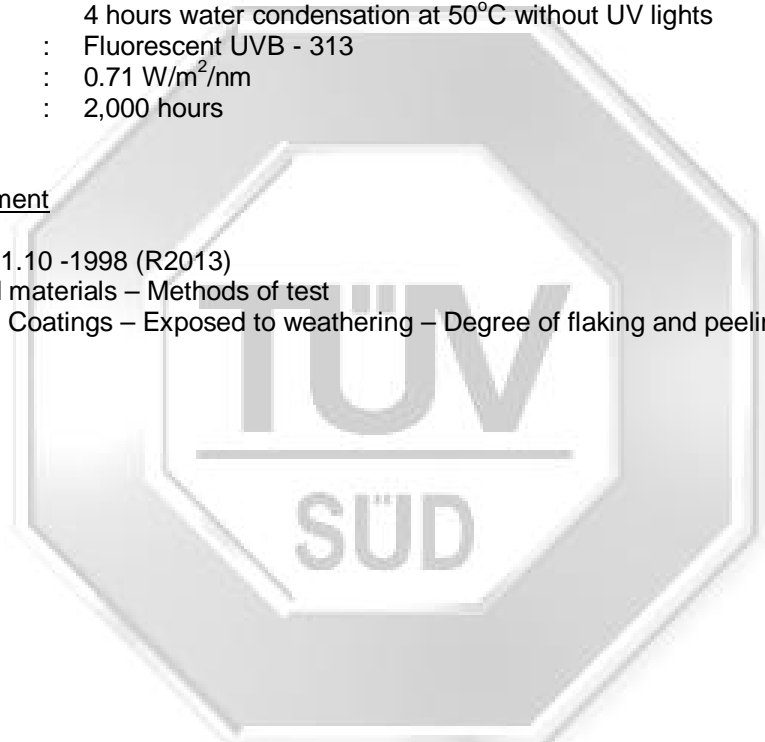 4 hours water condensation at 50°C without UV lights
: Fluorescent UVB - 313
: 0.71 W/m²/nm
: 2,000 hours
ment
1.10 -1998 (R2013)
materials – Methods of test
Coatings – Exposed to weathering – Degree of flaking and peelin
TÜV
SÜD